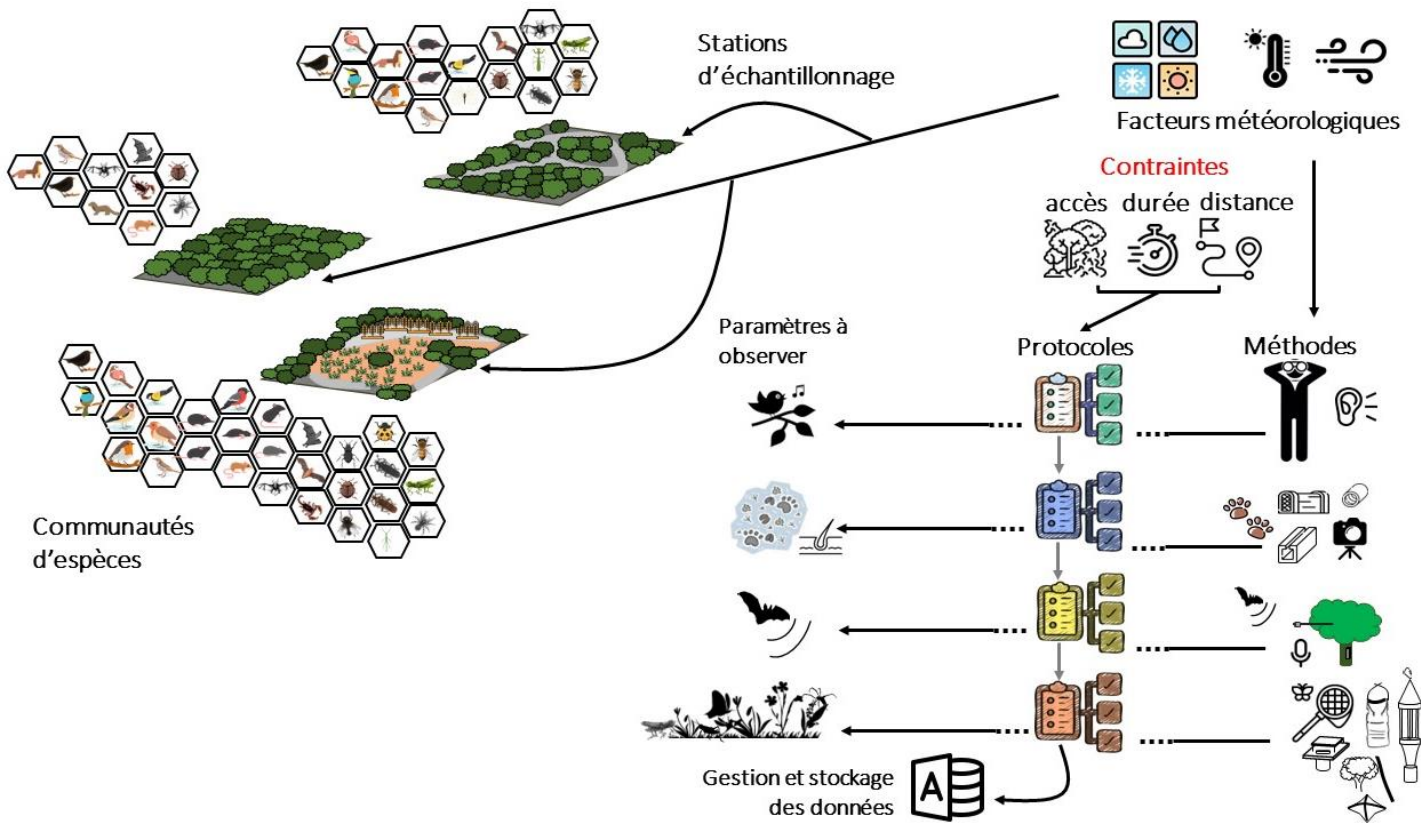 Stations
d'échantillonnage
Facteurs météorologiques
Contraintes
accès durée distance
Paramètres à
observer
Protocoles
Méthodes
Communautés
d'espèces
Gestion et stockage
des données
A